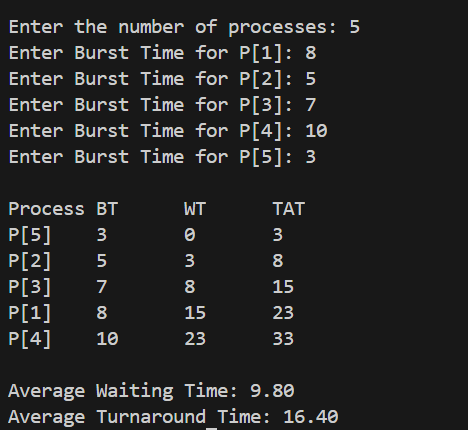 Enter the number of processes: 5
Enter Burst Time for P[1]: 8
Enter Burst Time for P[2]: 5
Enter Burst Time for P[3]: 7
Enter Burst Time for P[4]: 10
Enter Burst Time for P[5]: 3

Process BT      WT      TAT
P[5]    3       0       3
P[2]    5       3       8
P[3]    7       8       15
P[1]    8       15      23
P[4]    10      23      33

Average Waiting Time: 9.80
Average Turnaround Time: 16.40